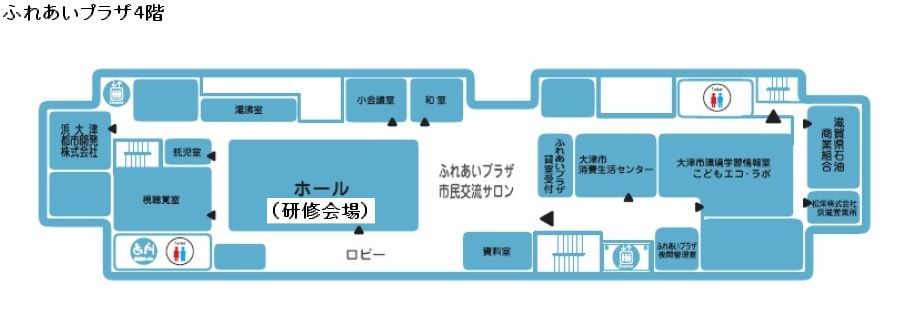 ふれあいプラザ4階
湯沸室
小会議室
和室
Toilet
浜大津
都市開発
株式会社
託児室
視聴覚室
ホール
(研修会場)
ふれあいプラザ
市民交流サロン
ロビー
ふれあいプラザ
貸室受付
大津市
消費生活センター
大津市環境学習情報室
こどもエコ・ラボ
滋賀県石油
商業組合
松栄株式会社
京滋営業所
Toilet
資料室
ふれあいプラザ
夜間管理室